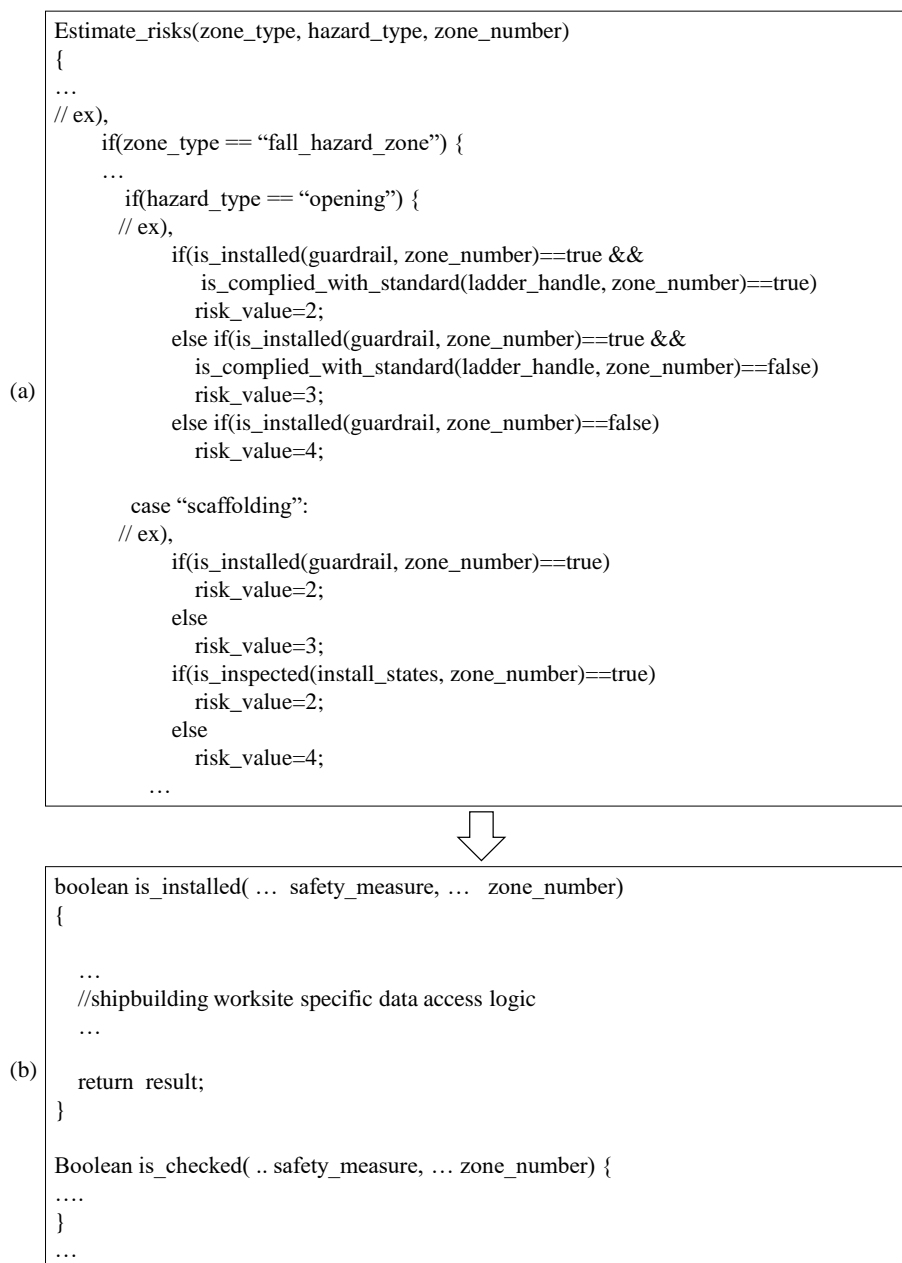 Estimate_risks(zone_type, hazard_type, zone_number)
{
…
// ex),
if(zone_type == “fall_hazard_zone”) {
…
if(hazard_type == “opening”) {
// ex),
if(is_installed(guardrail, zone_number)==true &&
is_complied_with_standard(ladder_handle, zone_number)==true)
risk_value=2;
else if(is_installed(guardrail, zone_number)==true &&
is_complied_with_standard(ladder_handle, zone_number)==false)
risk_value=3;
(a)
else if(is_installed(guardrail, zone_number)==false)
risk_value=4;
case “scaffolding”:
// ex),
if(is_installed(guardrail, zone_number)==true)
risk_value=2;
else
risk_value=3;
if(is_inspected(install_states, zone_number)==true)
risk_value=2;
else
risk_value=4;
…
boolean is_installed( … safety_measure, … zone_number)
{
…
//shipbuilding worksite specific data access logic
…
(b)
return result;
}
Boolean is_checked( .. safety_measure, … zone_number) {
….
}
…